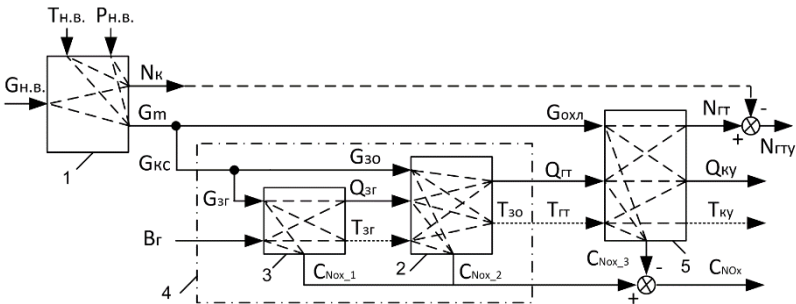 Tн.в. Pн.в.
Gн.в. Nк - Nгт
Gm Gохл + Nгту
1 Gкс Gзо Qгт Qку
Gзг Qзг
Bг Tзг Tзо Tгт Tку
4 3 CNox_1 2 CNox_2 CNox_3 - 5 CNOx
+